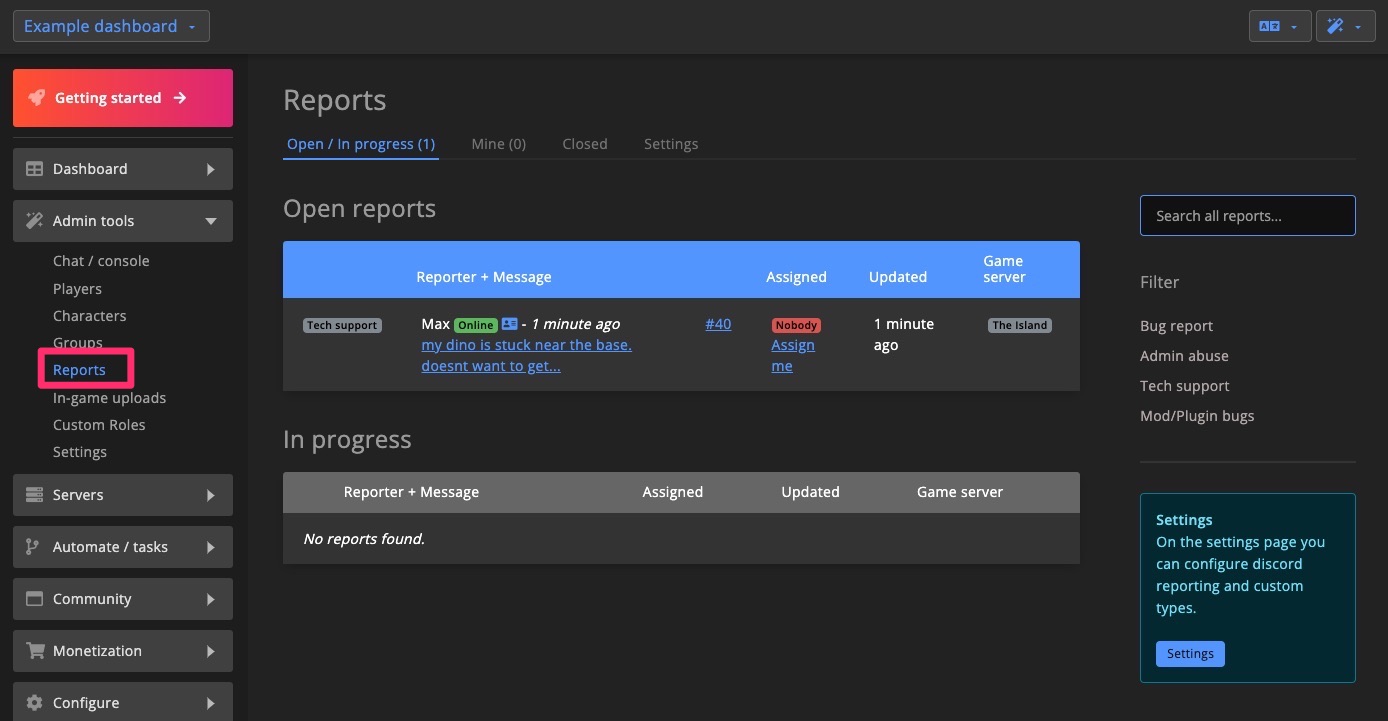 Example dashboard
Getting started
Dashboard
Admin tools
Chat / console
Players
Characters
Groups
Reports
In-game uploads
Custom Roles
Settings
Servers
Automate / tasks
Community
Monetization
Configure
Reports
Open / In progress (1) Mine (0) Closed Settings
Open reports
Reporter + Message Assigned Updated Game server
Tech support
Max Online - 1 minute ago
my dino is stuck near the base.
doesnt want to get...
#40
Nobody
Assign
me
1 minute
ago
The Island
In progress
Reporter + Message Assigned Updated Game server
No reports found.
Search all reports...
Filter
Bug report
Admin abuse
Tech support
Mod/Plugin bugs
Settings
On the settings page you
can configure discord
reporting and custom
types.
Settings